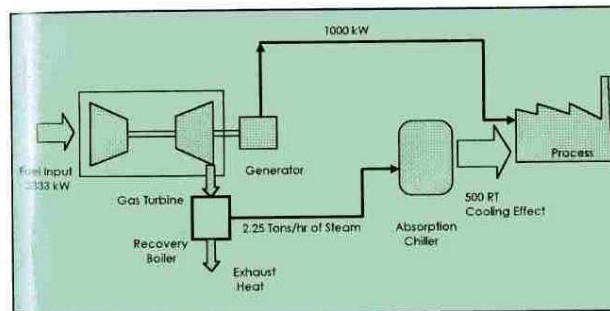 1000 kW
Fuel Input
3333 kW
Generator
Process
Gas Turbine
500 RT
Cooling Effect
2.25 Tons/hr of Steam
Absorption
Chiller
Recovery
Boiler
Exhaust
Heat